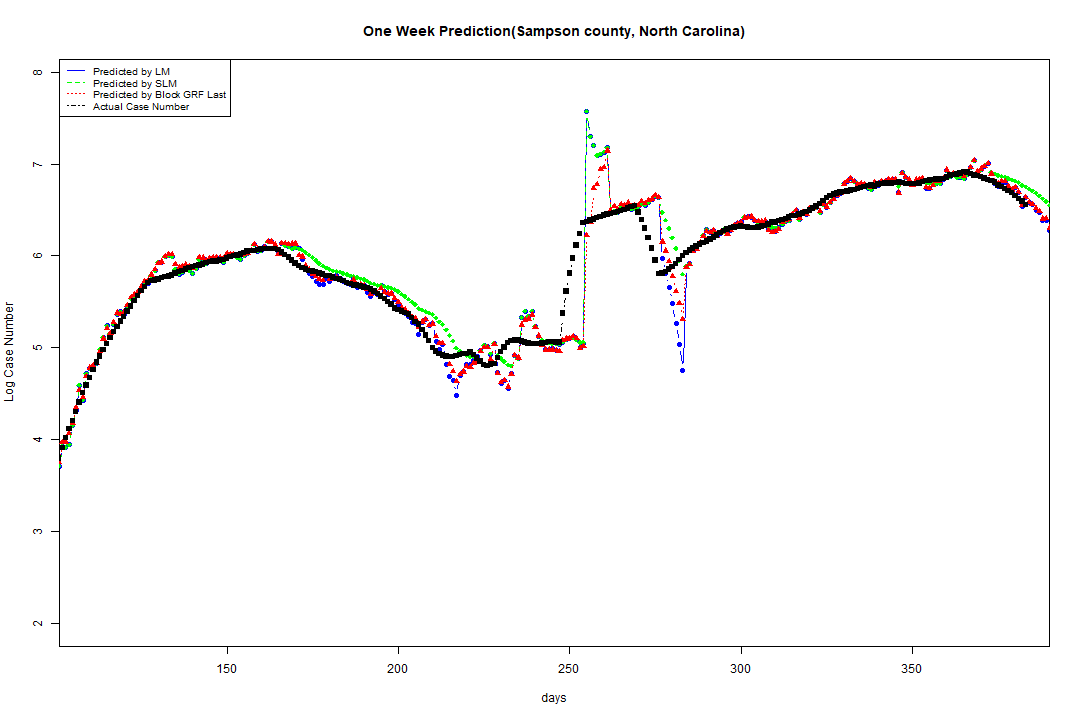 One Week Prediction(Sampson county, North Carolina)
Predicted by LM
Predicted by SLM
Predicted by Block GRF Last
Actual Case Number
Log Case Number
8
7
6
5
4
3
2
150 200 250 300 350
days